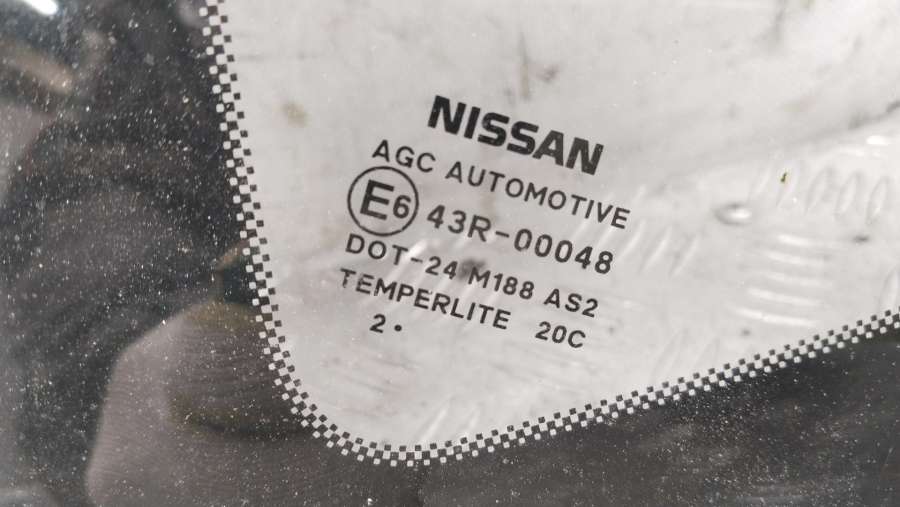 NISSAN
AGC AUTOMOTIVE
E6 43R-00048
DOT-24 M188 AS2
TEMPERLITE 20C
2.